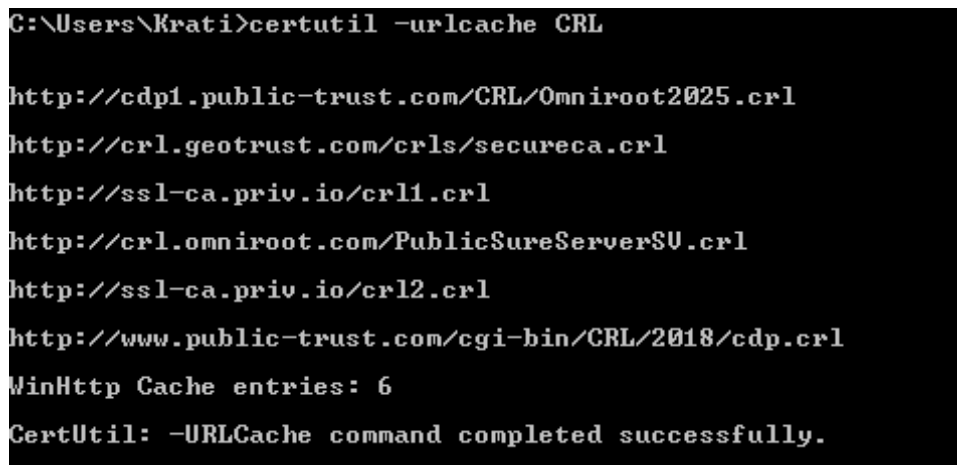 C:\Users\Krati>certutil -urlcache CRL
http://cdp1.public-trust.com/CRL/Omniroot2025.crl
http://crl.geotrust.com/crls/secureca.crl
http://ssl-ca.priv.io/crl1.crl
http://crl.omniroot.com/PublicSureServerSV.crl
http://ssl-ca.priv.io/crl2.crl
http://www.public-trust.com/cgi-bin/CRL/2018/cdp.crl
WinHttp Cache entries: 6
CertUtil: -URLCache command completed successfully.